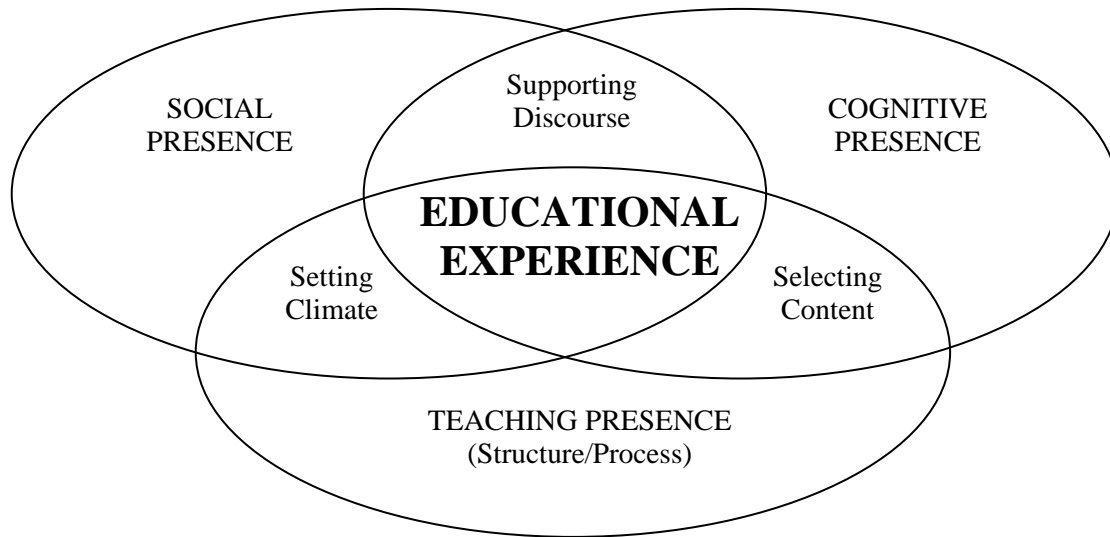 Supporting
Discourse
SOCIAL
PRESENCE
COGNITIVE
PRESENCE
EDUCATIONAL
EXPERIENCE
Setting
Climate
Selecting
Content
TEACHING PRESENCE
(Structure/Process)